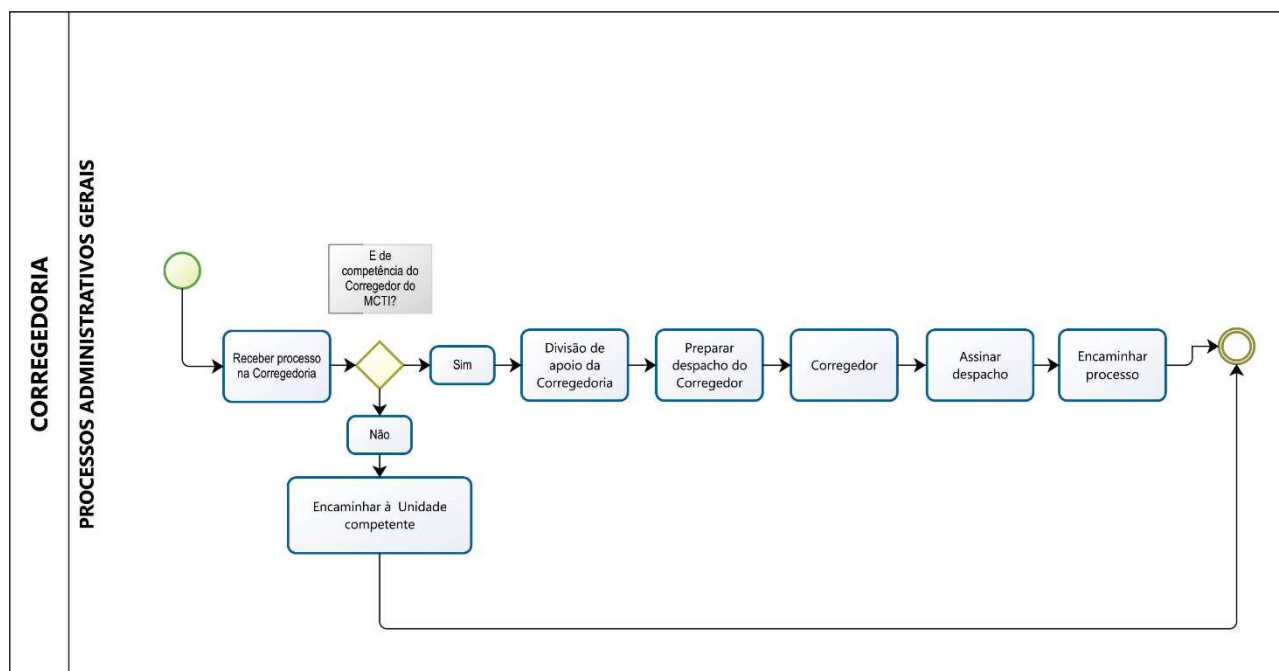 CORREGEDORIA
PROCESSOS ADMINISTRATIVOS GERAIS
E de
competência do
Corregedor do
MCTI?
Receber processo
na Corregedoria
Sim
Divisão de
apoio da
Corregedoria
Preparar
despacho do
Corregedor
Corregedor
Assinar
despacho
Encaminhar
processo
Não
Encaminhar à Unidade
competente